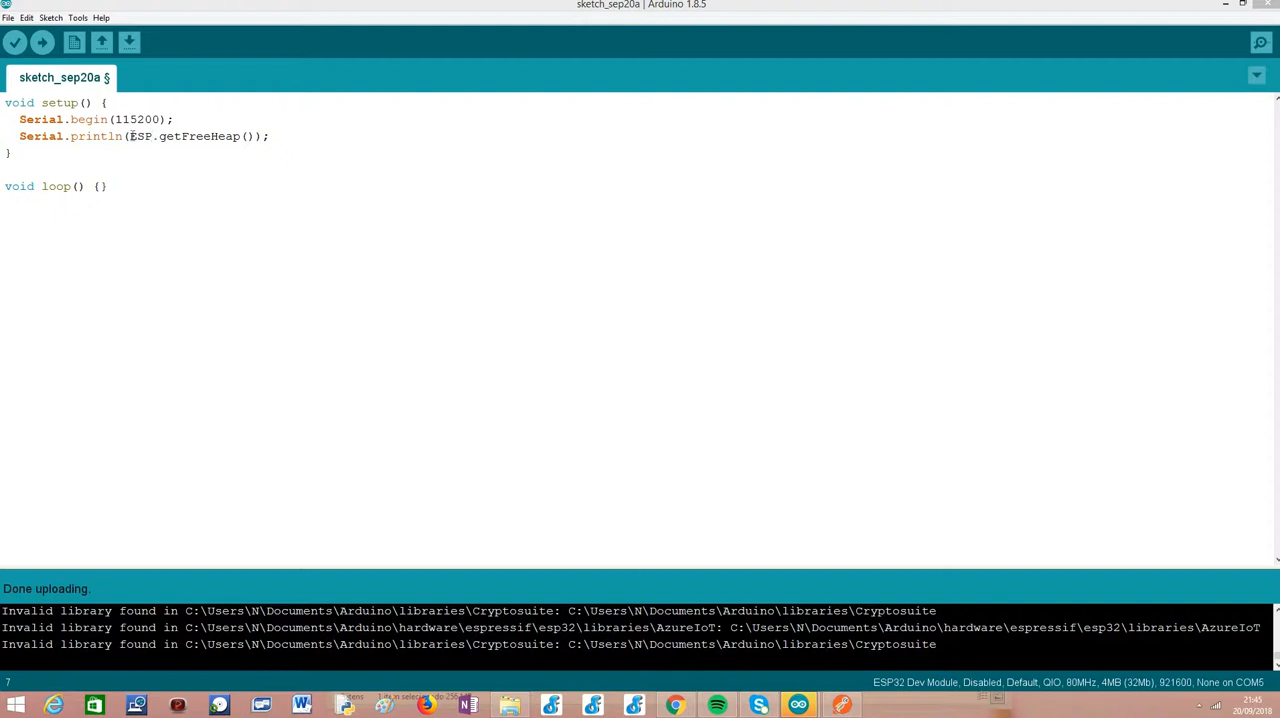 sketch_sep20a | Arduino 1.8.5
File Edit Sketch Tools Help
sketch_sep20a §
void setup() {
Serial.begin(115200);
Serial.println(ESP.getFreeHeap());
}
void loop() {}
Done uploading.
Invalid library found in C:\Users\N\Documents\Arduino\libraries\Cryptosuite: C:\Users\N\Documents\Arduino\libraries\Cryptosuite
Invalid library found in C:\Users\N\Documents\Arduino\hardware\espressif\esp32\libraries\AzureIoT: C:\Users\N\Documents\Arduino\hardware\espressif\esp32\libraries\AzureIoT
Invalid library found in C:\Users\N\Documents\Arduino\libraries\Cryptosuite: C:\Users\N\Documents\Arduino\libraries\Cryptosuite
7 ESP32 Dev Module, Disabled, Default, QIO, 80MHz, 4MB (32Mb), 921600, None on COM5
21:45
20/09/2018